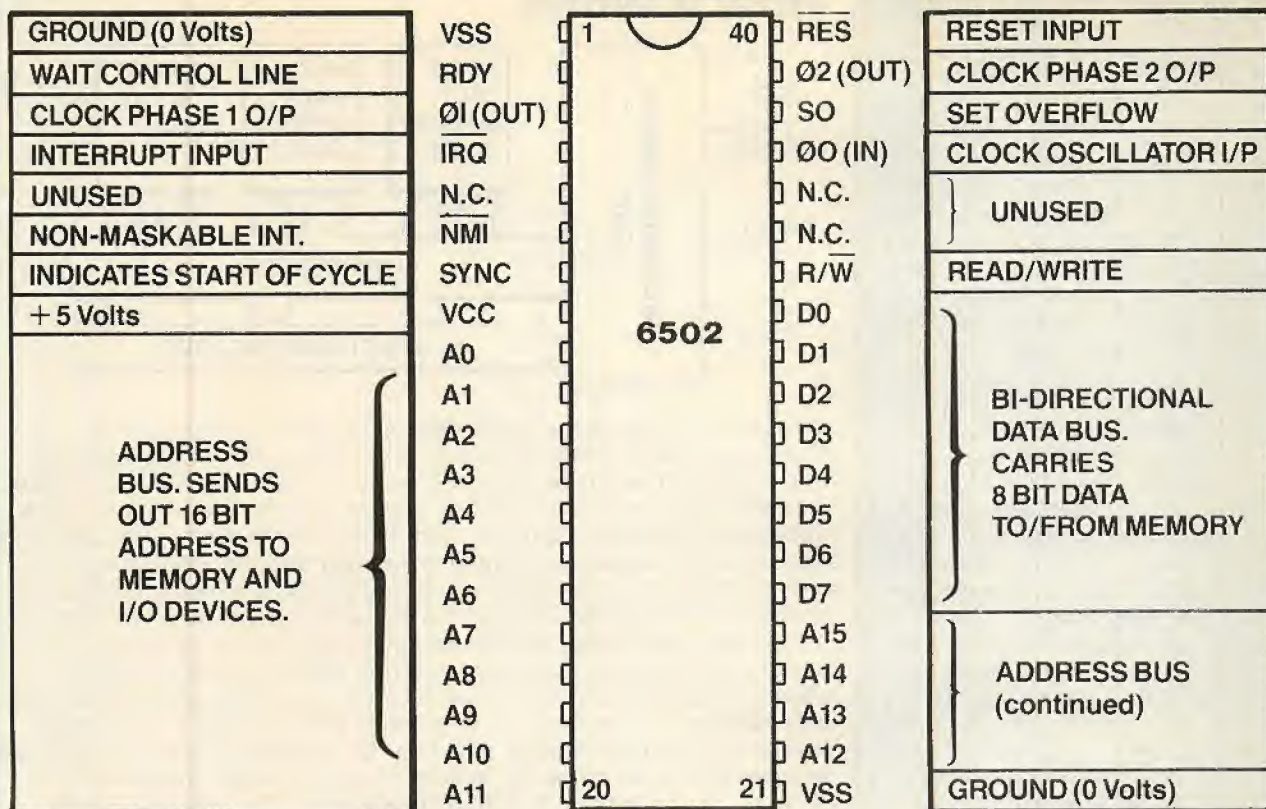 GROUND (0 Volts) VSS 1 40 RES RESET INPUT
WAIT CONTROL LINE RDY Ø2 (OUT) CLOCK PHASE 2 O/P
CLOCK PHASE 1 O/P ØI (OUT) SO SET OVERFLOW
INTERRUPT INPUT IRQ ØO (IN) CLOCK OSCILLATOR I/P
UNUSED N.C. N.C. UNUSED
NON-MASKABLE INT. NMI N.C.
INDICATES START OF CYCLE SYNC R/W READ/WRITE
+ 5 Volts VCC D0
6502
A0 D1
A1 D2
A2 D3
A3 D4
A4 D5
A5 D6
A6 D7
A7 A15
A8 A14
A9 A13
A10 A12
A11 20 21 VSS GROUND (0 Volts)
ADDRESS
BUS. SENDS
OUT 16 BIT
ADDRESS TO
MEMORY AND
I/O DEVICES.
BI-DIRECTIONAL
DATA BUS.
CARRIES
8 BIT DATA
TO/FROM MEMORY
ADDRESS BUS
(continued)